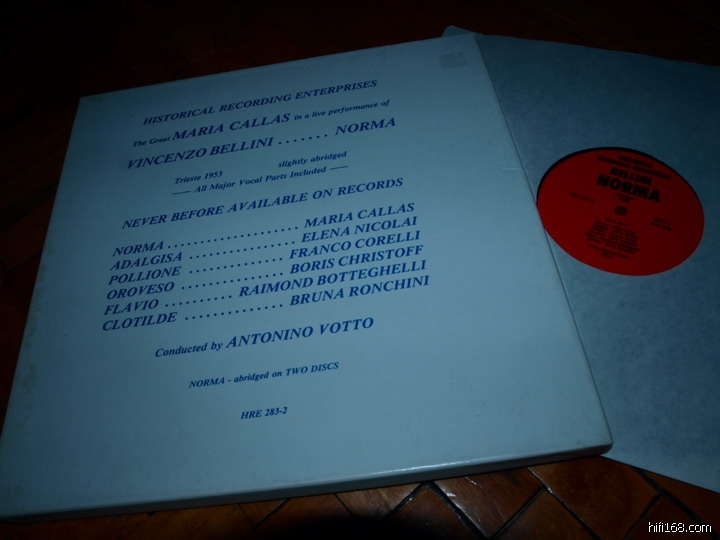 HISTORICAL RECORDING ENTERPRISES
The Great MARIA CALLAS in a live performance of
VINCENZO BELLINI ....... NORMA
Trieste 1953 slightly abridged
—— All Major Vocal Parts Included ——
NEVER BEFORE AVAILABLE ON RECORDS
NORMA .................... MARIA CALLAS
ADALGISA ................ ELENA NICOLAI
POLLIONE ............... FRANCO CORELLI
OROVESO ............... BORIS CHRISTOFF
FLAVIO .......... RAIMOND BOTTEGHELLI
CLOTILDE .............. BRUNA RONCHINI
Conducted by ANTONINO VOTTO
NORMA - abridged on TWO DISCS
HRE 283-2
BELLINI
NORMA
hifi168.com